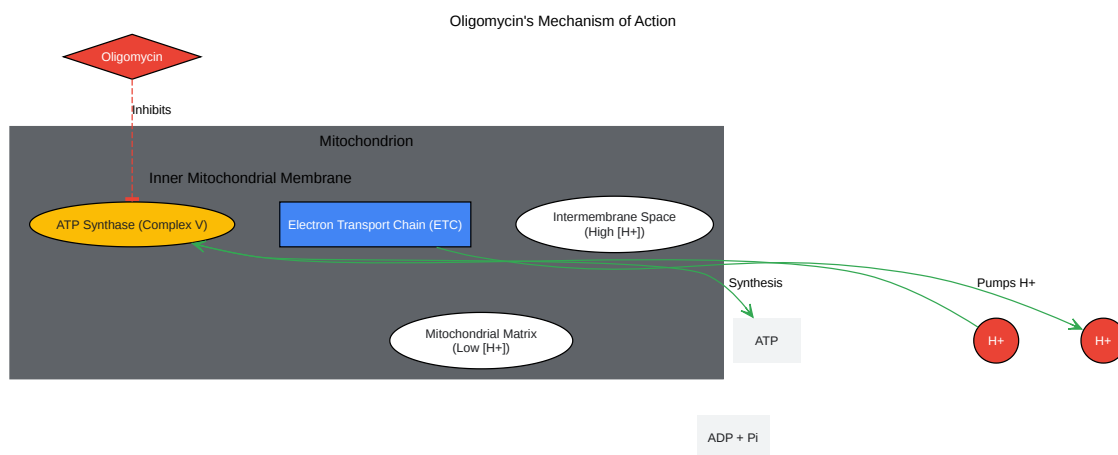 Oligomycin's Mechanism of Action
Oligomycin
Inhibits
Mitochondrion
Inner Mitochondrial Membrane
ATP Synthase (Complex V)
Electron Transport Chain (ETC)
Intermembrane Space
(High [H+])
Synthesis
Pumps H+
Mitochondrial Matrix
(Low [H+])
ATP
H+
H+
ADP + Pi